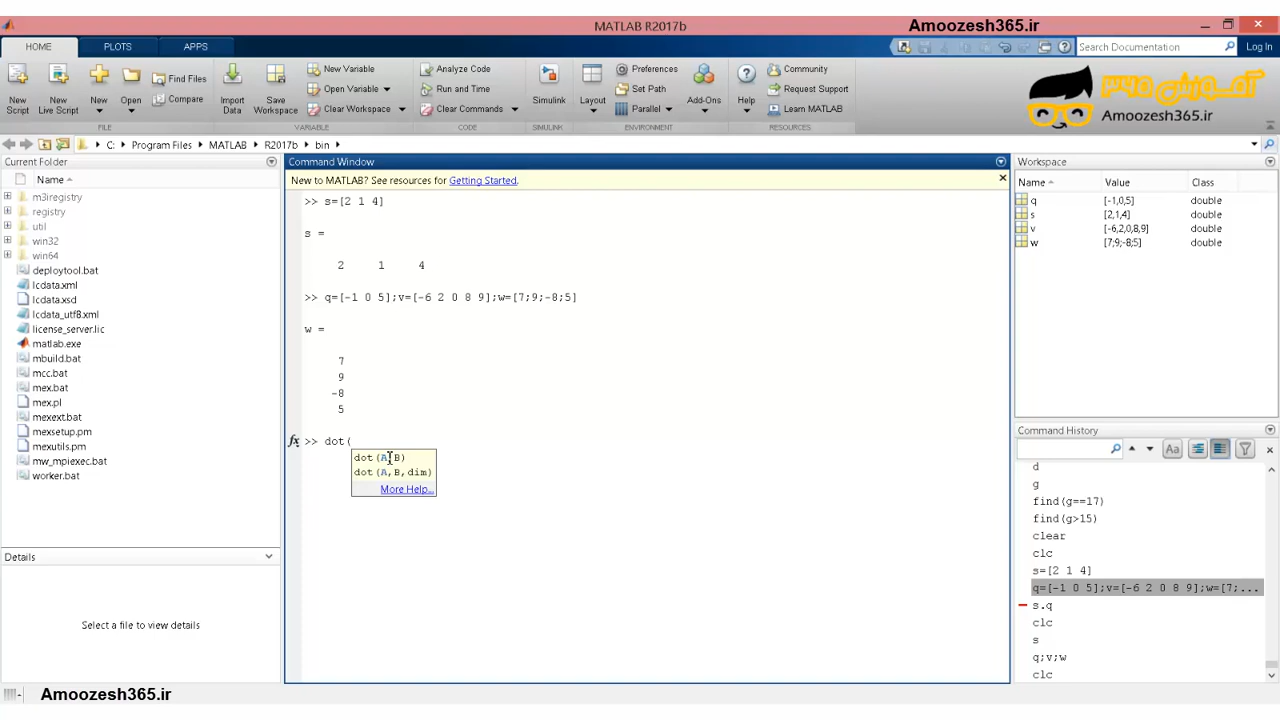 MATLAB R2017b
Amoozesh365.ir
HOME
PLOTS
APPS
Search Documentation
Log In
New Script
New Live Script
New
Open
Find Files
Compare
Import Data
Save Workspace
New Variable
Open Variable
Clear Workspace
Analyze Code
Run and Time
Clear Commands
Simulink
Layout
Preferences
Set Path
Parallel
Add-Ons
Help
Community
Request Support
Learn MATLAB
FILE
VARIABLE
CODE
SIMULINK
ENVIRONMENT
RESOURCES
آموزش ۳۶۵
Amoozesh365.ir
C: Program Files MATLAB R2017b bin
Current Folder
Name
m3iregistry
registry
util
win32
win64
deploytool.bat
lcdata.xml
lcdata.xsd
lcdata_utf8.xml
license_server.lic
matlab.exe
mbuild.bat
mcc.bat
mex.bat
mex.pl
mexext.bat
mexsetup.pm
mexutils.pm
mw_mpiexec.bat
worker.bat
Details
Select a file to view details
Command Window
New to MATLAB? See resources for Getting Started.
>> s=[2 1 4]
s =
2 1 4
>> q=[-1 0 5];v=[-6 2 0 8 9];w=[7;9;-8;5]
w =
7
9
-8
5
fx >> dot(
dot(A,B)
dot(A,B,dim)
More Help...
Workspace
Name Value Class
q [-1,0,5] double
s [2,1,4] double
v [-6,2,0,8,9] double
w [7;9;-8;5] double
Command History
Aa
d
g
find(g==17)
find(g>15)
clear
clc
s=[2 1 4]
q=[-1 0 5];v=[-6 2 0 8 9];w=[7;...
s.q
clc
s
q;v;w
clc
Amoozesh365.ir